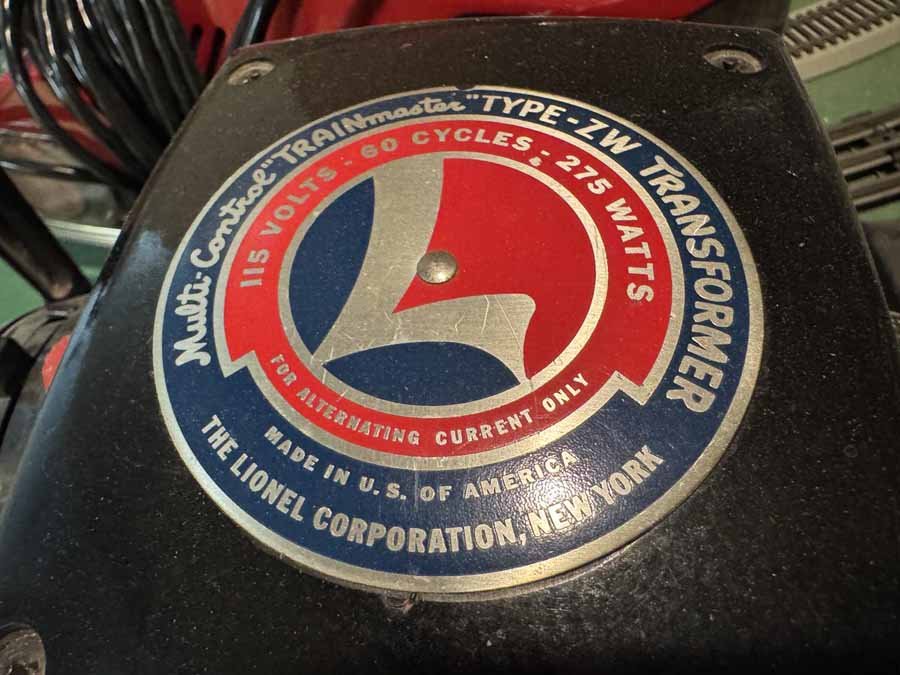 Multi-Control "TRAINmaster" TYPE-ZW TRANSFORMER
115 VOLTS - 60 CYCLES - 275 WATTS
FOR ALTERNATING CURRENT ONLY
MADE IN U.S. OF AMERICA
THE LIONEL CORPORATION, NEW YORK